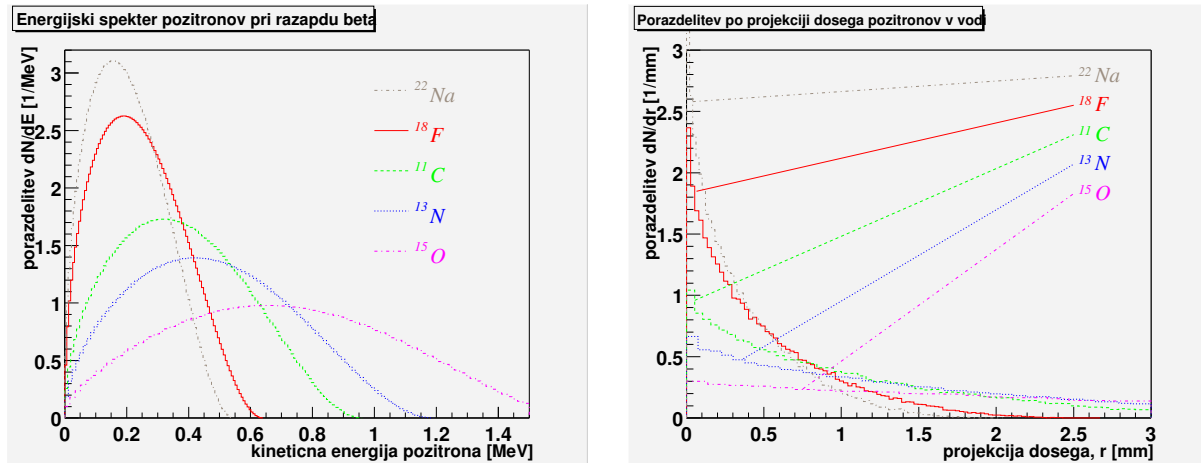 Energijski spekter pozitronov pri razapdu beta
porazdelitev dN/dE [1/MeV]
3
2.5
2
1.5
1
0.5
0
0 0.2 0.4 0.6 0.8 1 1.2 1.4
kineticna energija pozitrona [MeV]
22Na
18F
11C
13N
15O
Porazdelitev po projekciji dosega pozitronov v vodi
porazdelitev dN/dr [1/mm]
3
2.5
2
1.5
1
0.5
0
0 0.5 1 1.5 2 2.5 3
projekcija dosega, r [mm]
22Na
18F
11C
13N
15O